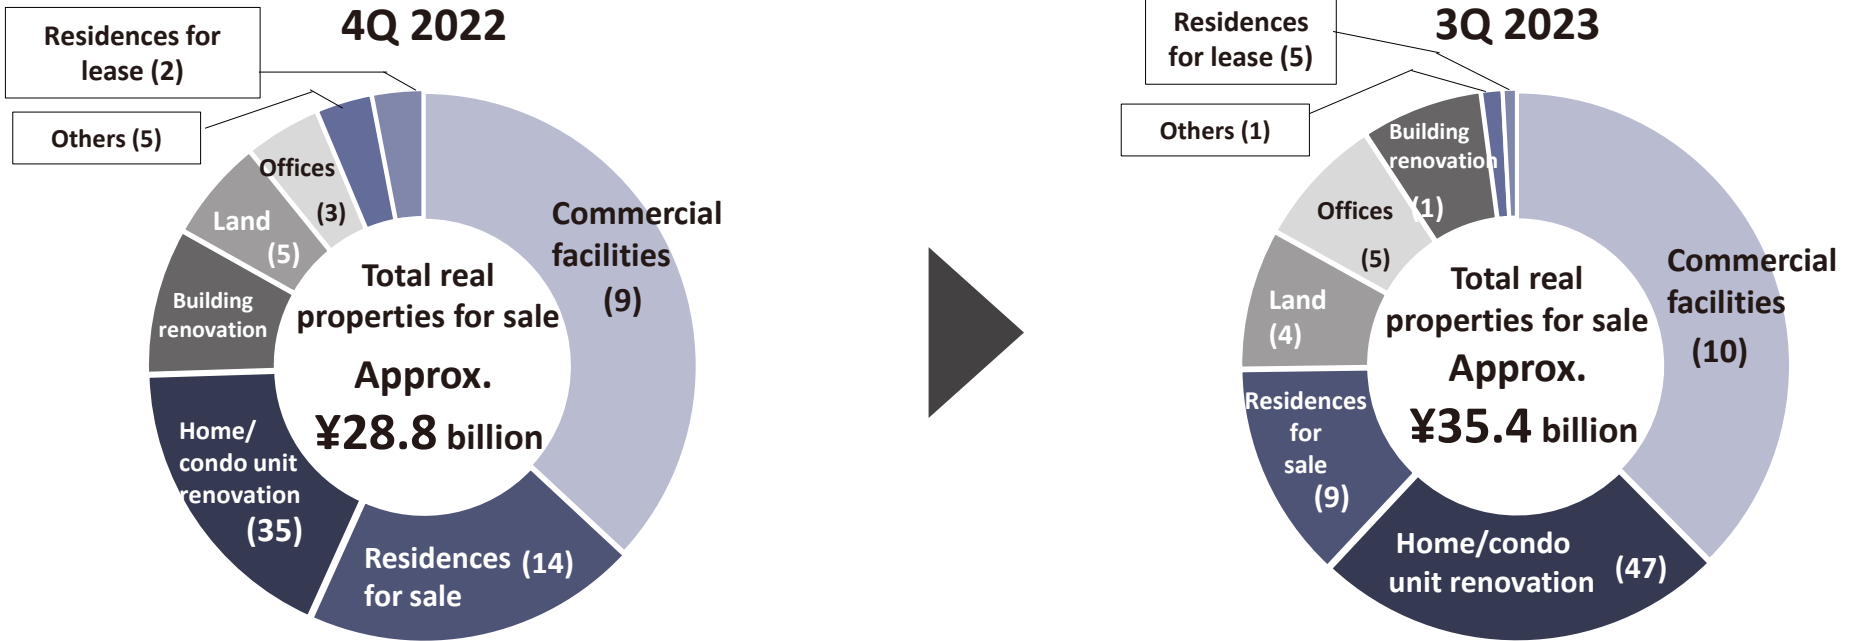 4Q 2022
Residences for
lease (2)
Others (5)
Offices
(3)
Land
(5)
Building
renovation
Home/
condo unit
renovation
(35)
Residences (14)
for sale
Commercial
facilities
(9)
Total real
properties for sale
Approx.
¥28.8 billion
3Q 2023
Residences
for lease (5)
Others (1)
Building
renovation
(1)
Offices
(5)
Land
(4)
Residences
for
sale
(9)
Home/condo
unit renovation (47)
Commercial
facilities
(10)
Total real
properties for sale
Approx.
¥35.4 billion